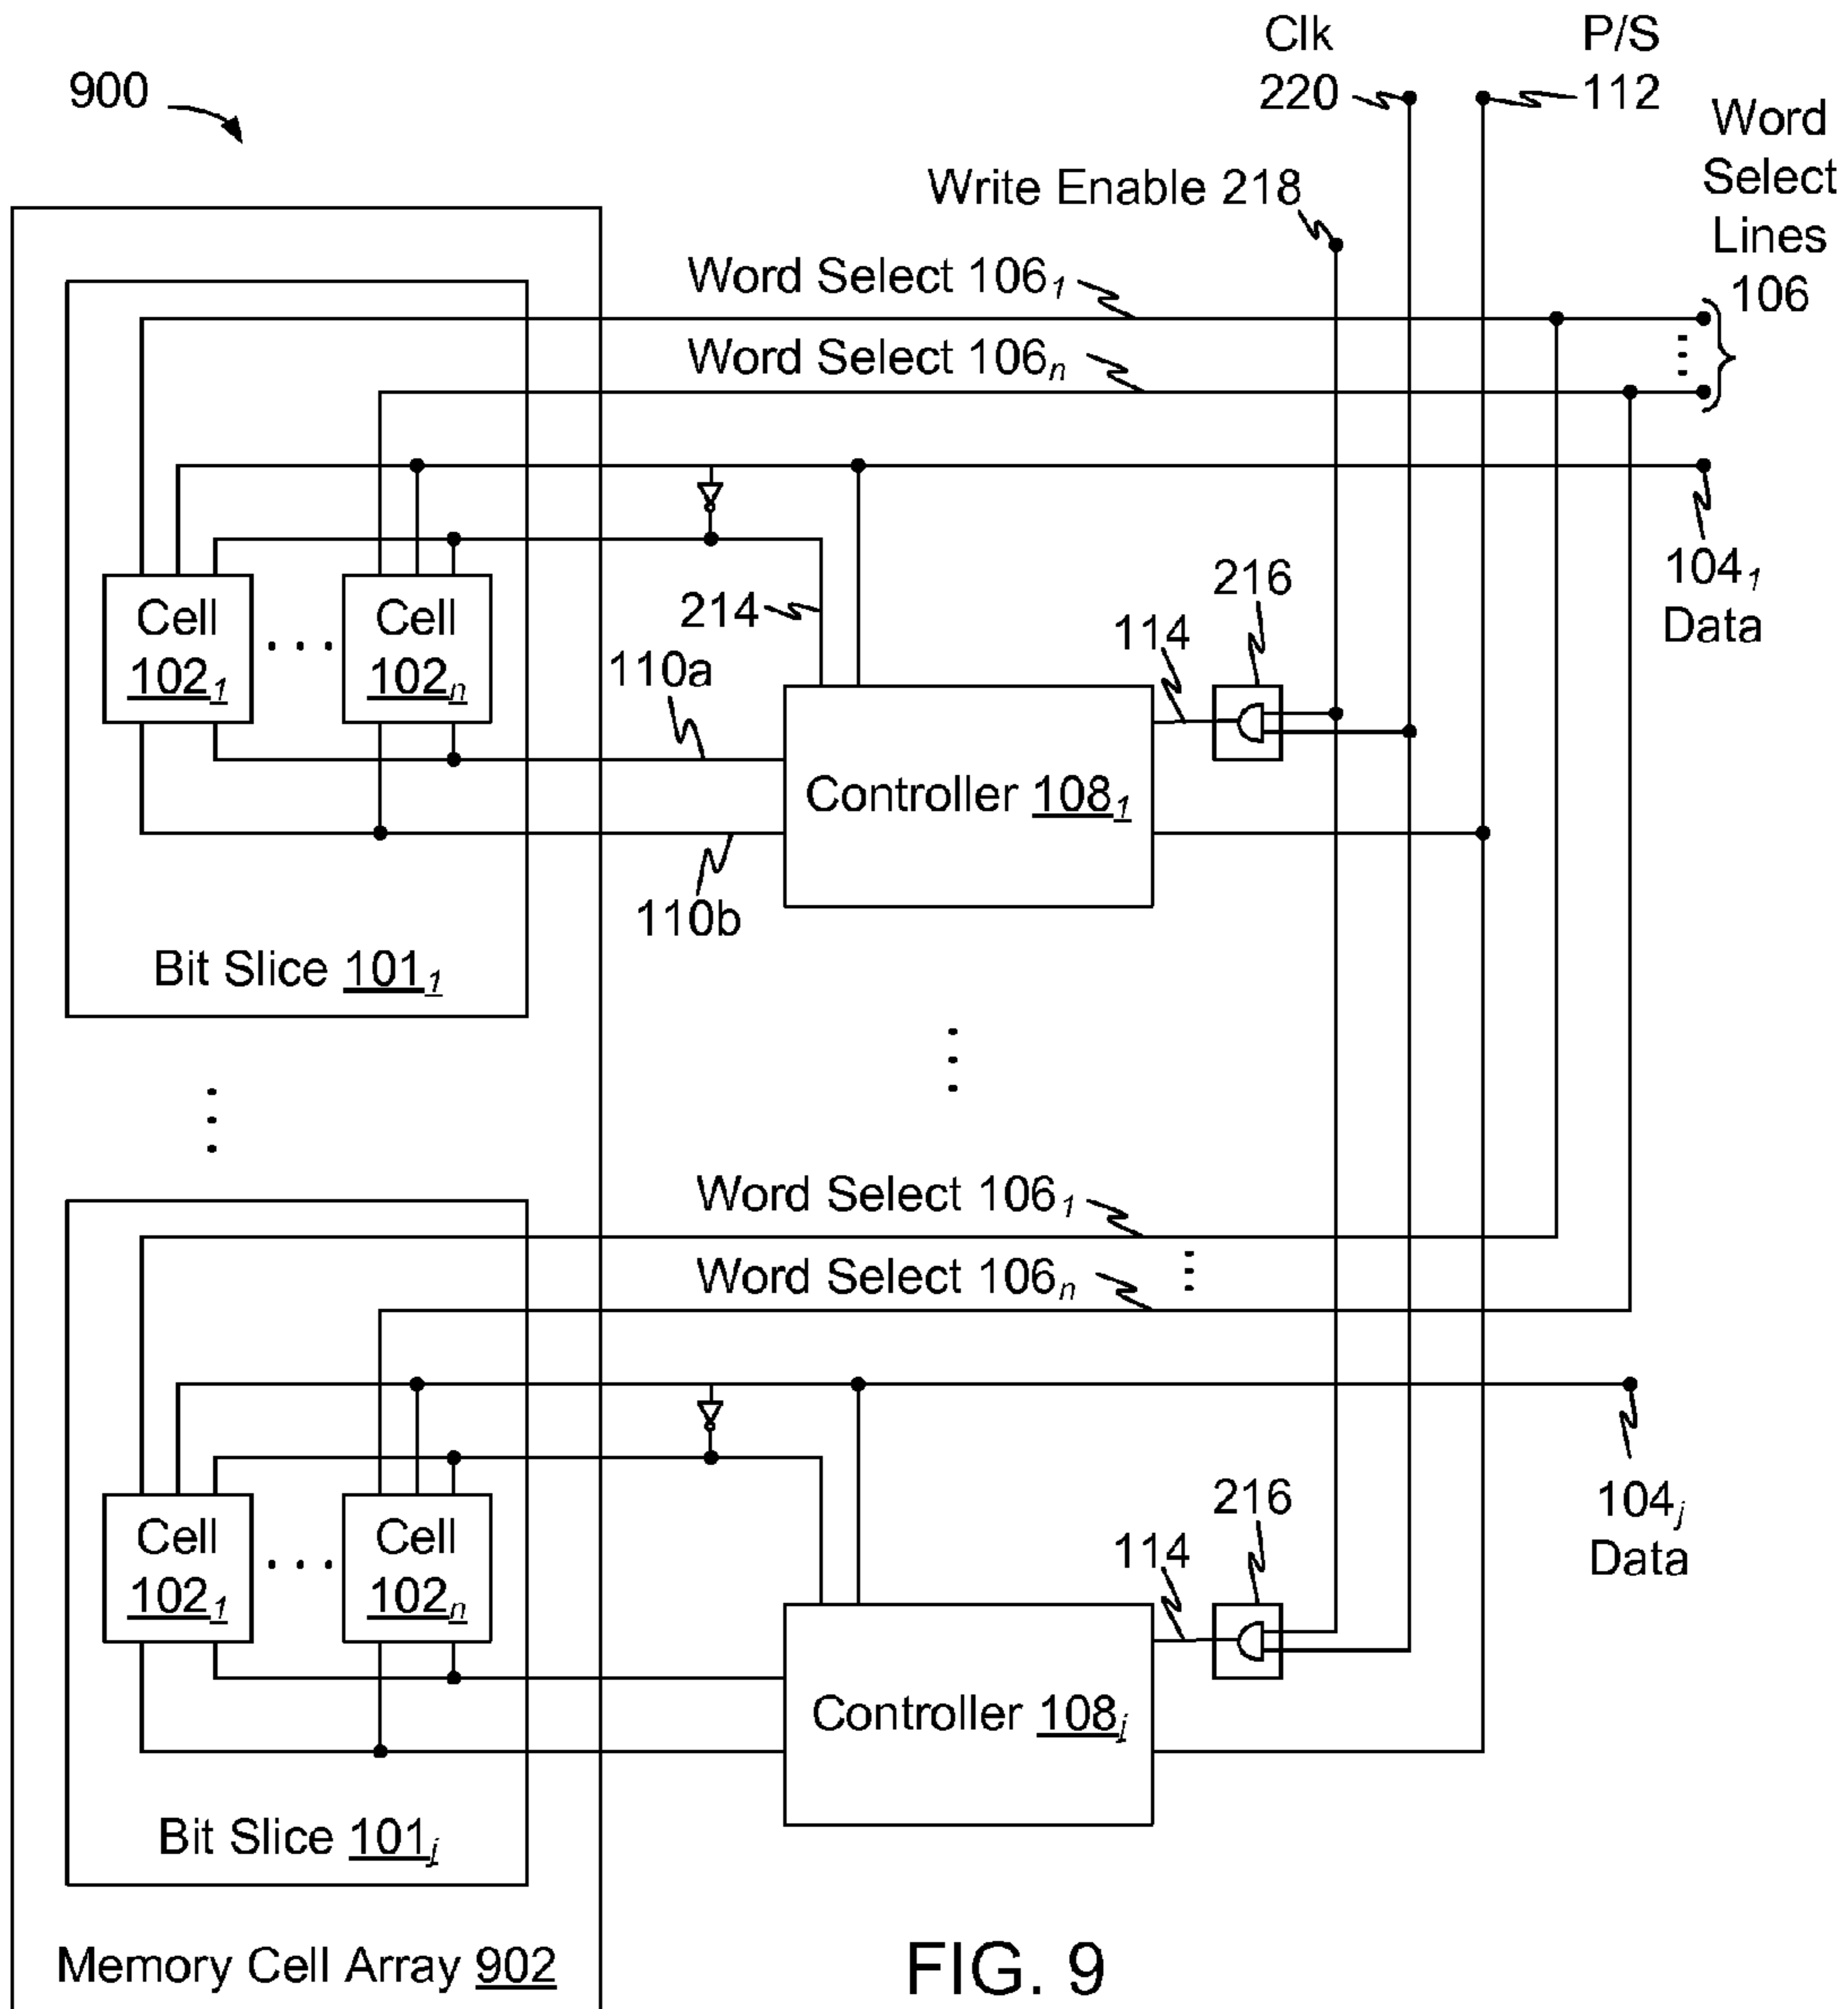 Clk
220
P/S
112
Word
Select
Lines
106
900
Write Enable 218
Word Select 106₁
Word Select 106ₙ
104₁
Data
Cell
102₁
. . .
Cell
102ₙ
214
110a
114
216
Controller 108₁
110b
Bit Slice 101₁
Word Select 106₁
Word Select 106ₙ
104ⱼ
Data
Cell
102₁
. . .
Cell
102ₙ
114
216
Controller 108ⱼ
Bit Slice 101ⱼ
Memory Cell Array 902
FIG. 9